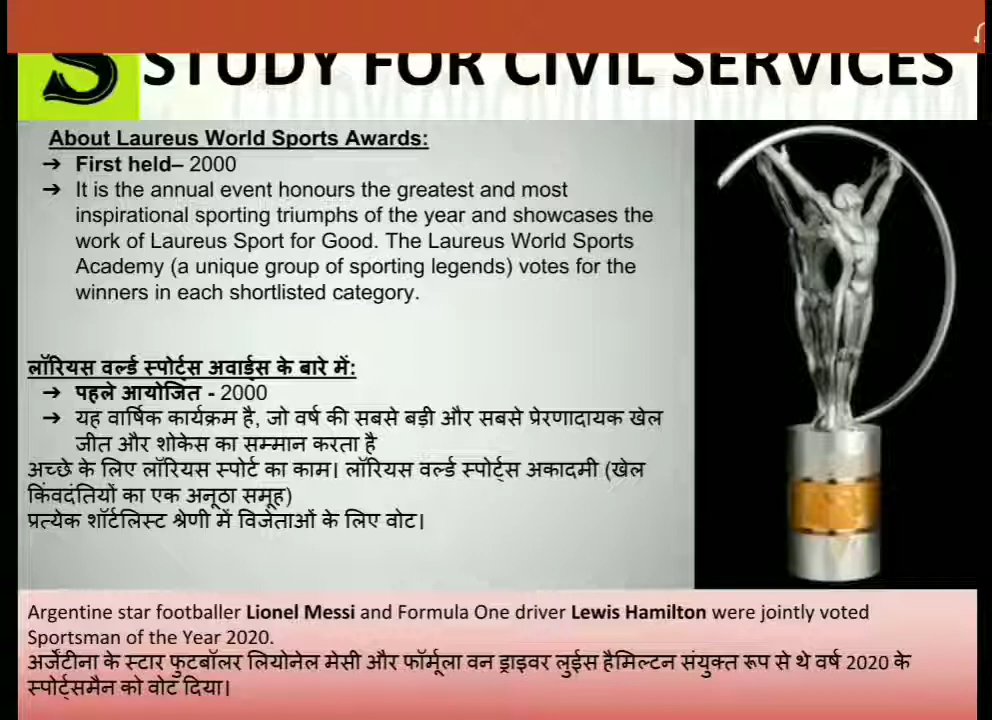 S STUDY FOR CIVIL SERVICES
About Laureus World Sports Awards:
→ First held– 2000
→ It is the annual event honours the greatest and most
inspirational sporting triumphs of the year and showcases the
work of Laureus Sport for Good. The Laureus World Sports
Academy (a unique group of sporting legends) votes for the
winners in each shortlisted category.
लॉरियस वर्ल्ड स्पोर्ट्स अवार्ड्स के बारे में:
→ पहले आयोजित - 2000
→ यह वार्षिक कार्यक्रम है, जो वर्ष की सबसे बड़ी और सबसे प्रेरणादायक खेल
जीत और शोकेस का सम्मान करता है
अच्छे के लिए लॉरियस स्पोर्ट का काम। लॉरियस वर्ल्ड स्पोर्ट्स अकादमी (खेल
किंवदंतियों का एक अनूठा समूह)
प्रत्येक शॉर्टलिस्ट श्रेणी में विजेताओं के लिए वोट।
Argentine star footballer Lionel Messi and Formula One driver Lewis Hamilton were jointly voted
Sportsman of the Year 2020.
अर्जेंटीना के स्टार फुटबॉलर लियोनेल मेसी और फॉर्मूला वन ड्राइवर लुईस हैमिल्टन संयुक्त रूप से थे वर्ष 2020 के
स्पोर्ट्समैन को वोट दिया।